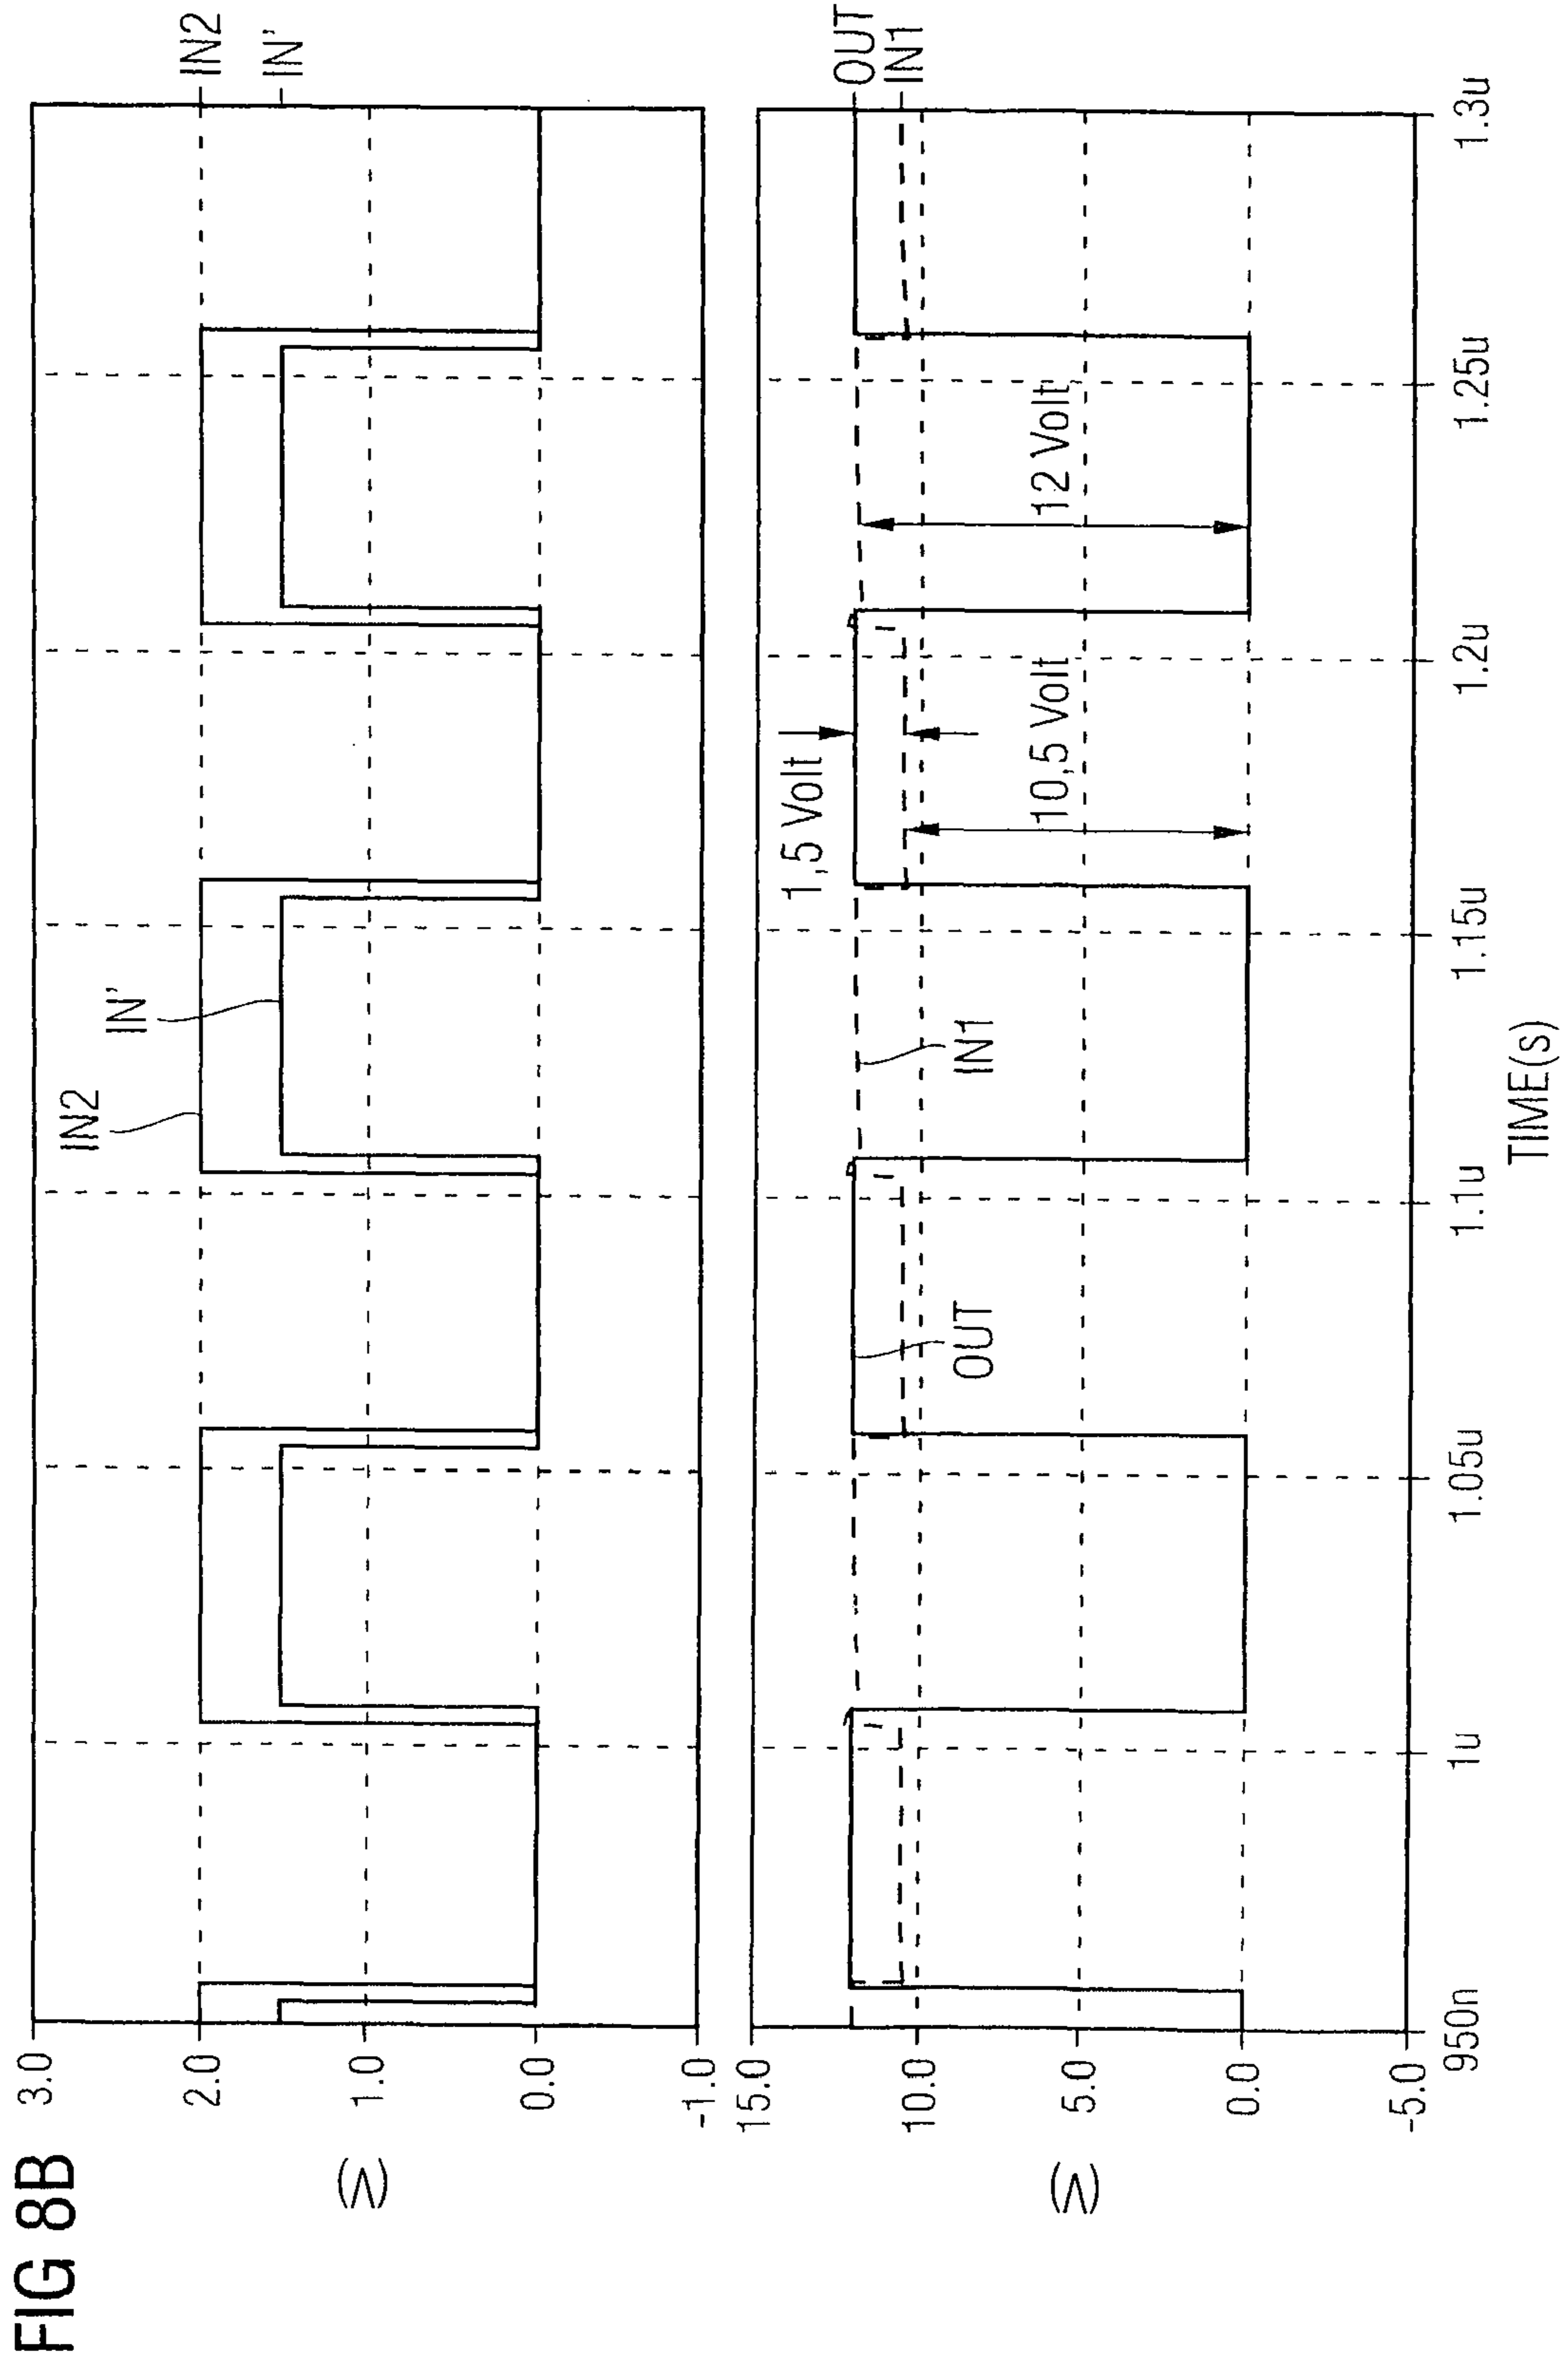 FIG 8B
3.0
2.0
1.0
0.0
-1.0
(V)
IN2
IN'
IN2
IN'
15.0
10.0
5.0
0.0
-5.0
(V)
OUT
IN1
1,5 Volt
10,5 Volt
12 Volt
OUT
IN1
950n
1u
1.05u
1.1u
1.15u
1.2u
1.25u
1.3u
TIME(s)